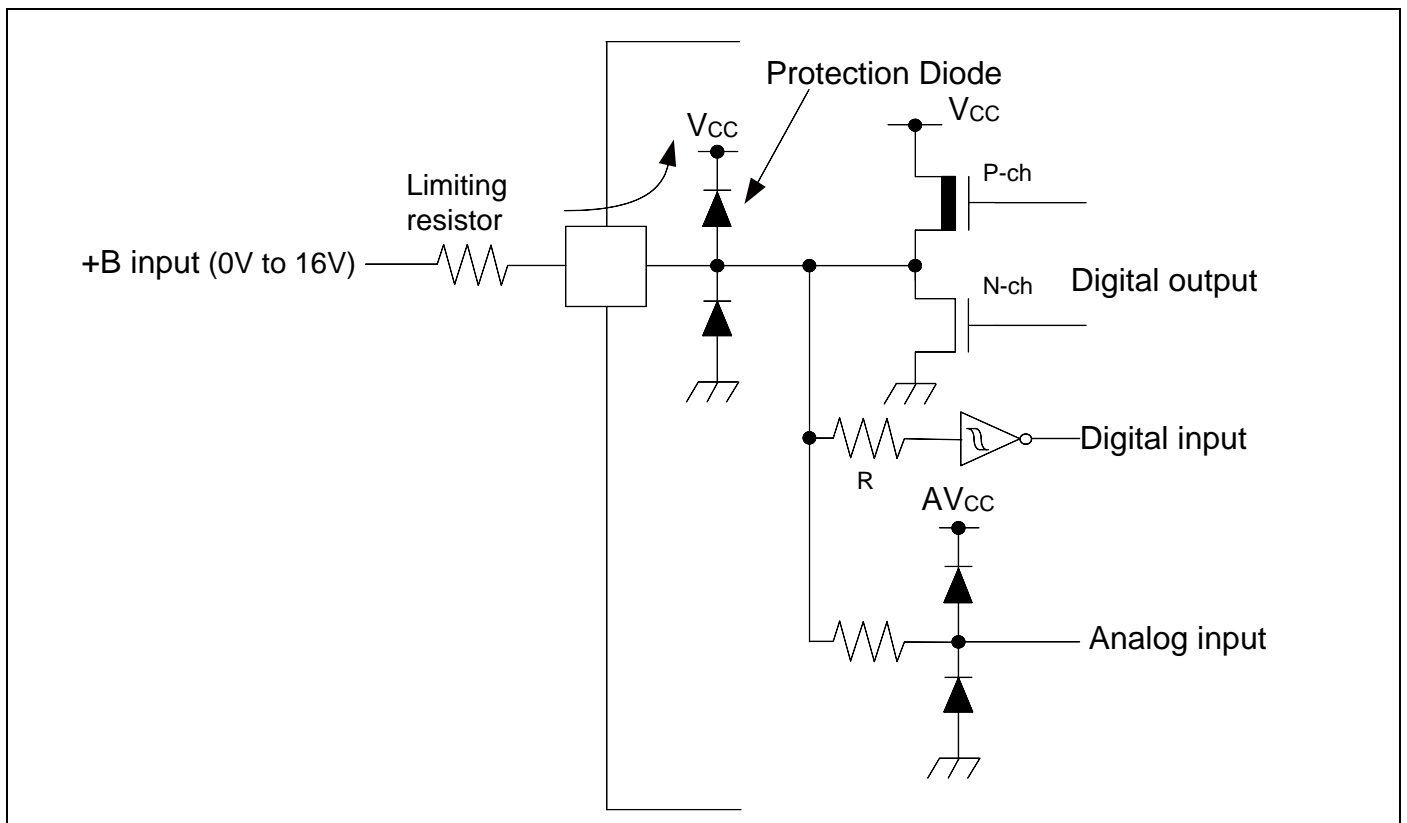 Protection Diode
VCC
VCC
P-ch
Limiting
resistor
+B input (0V to 16V)
N-ch
Digital output
Digital input
R
AVCC
Analog input